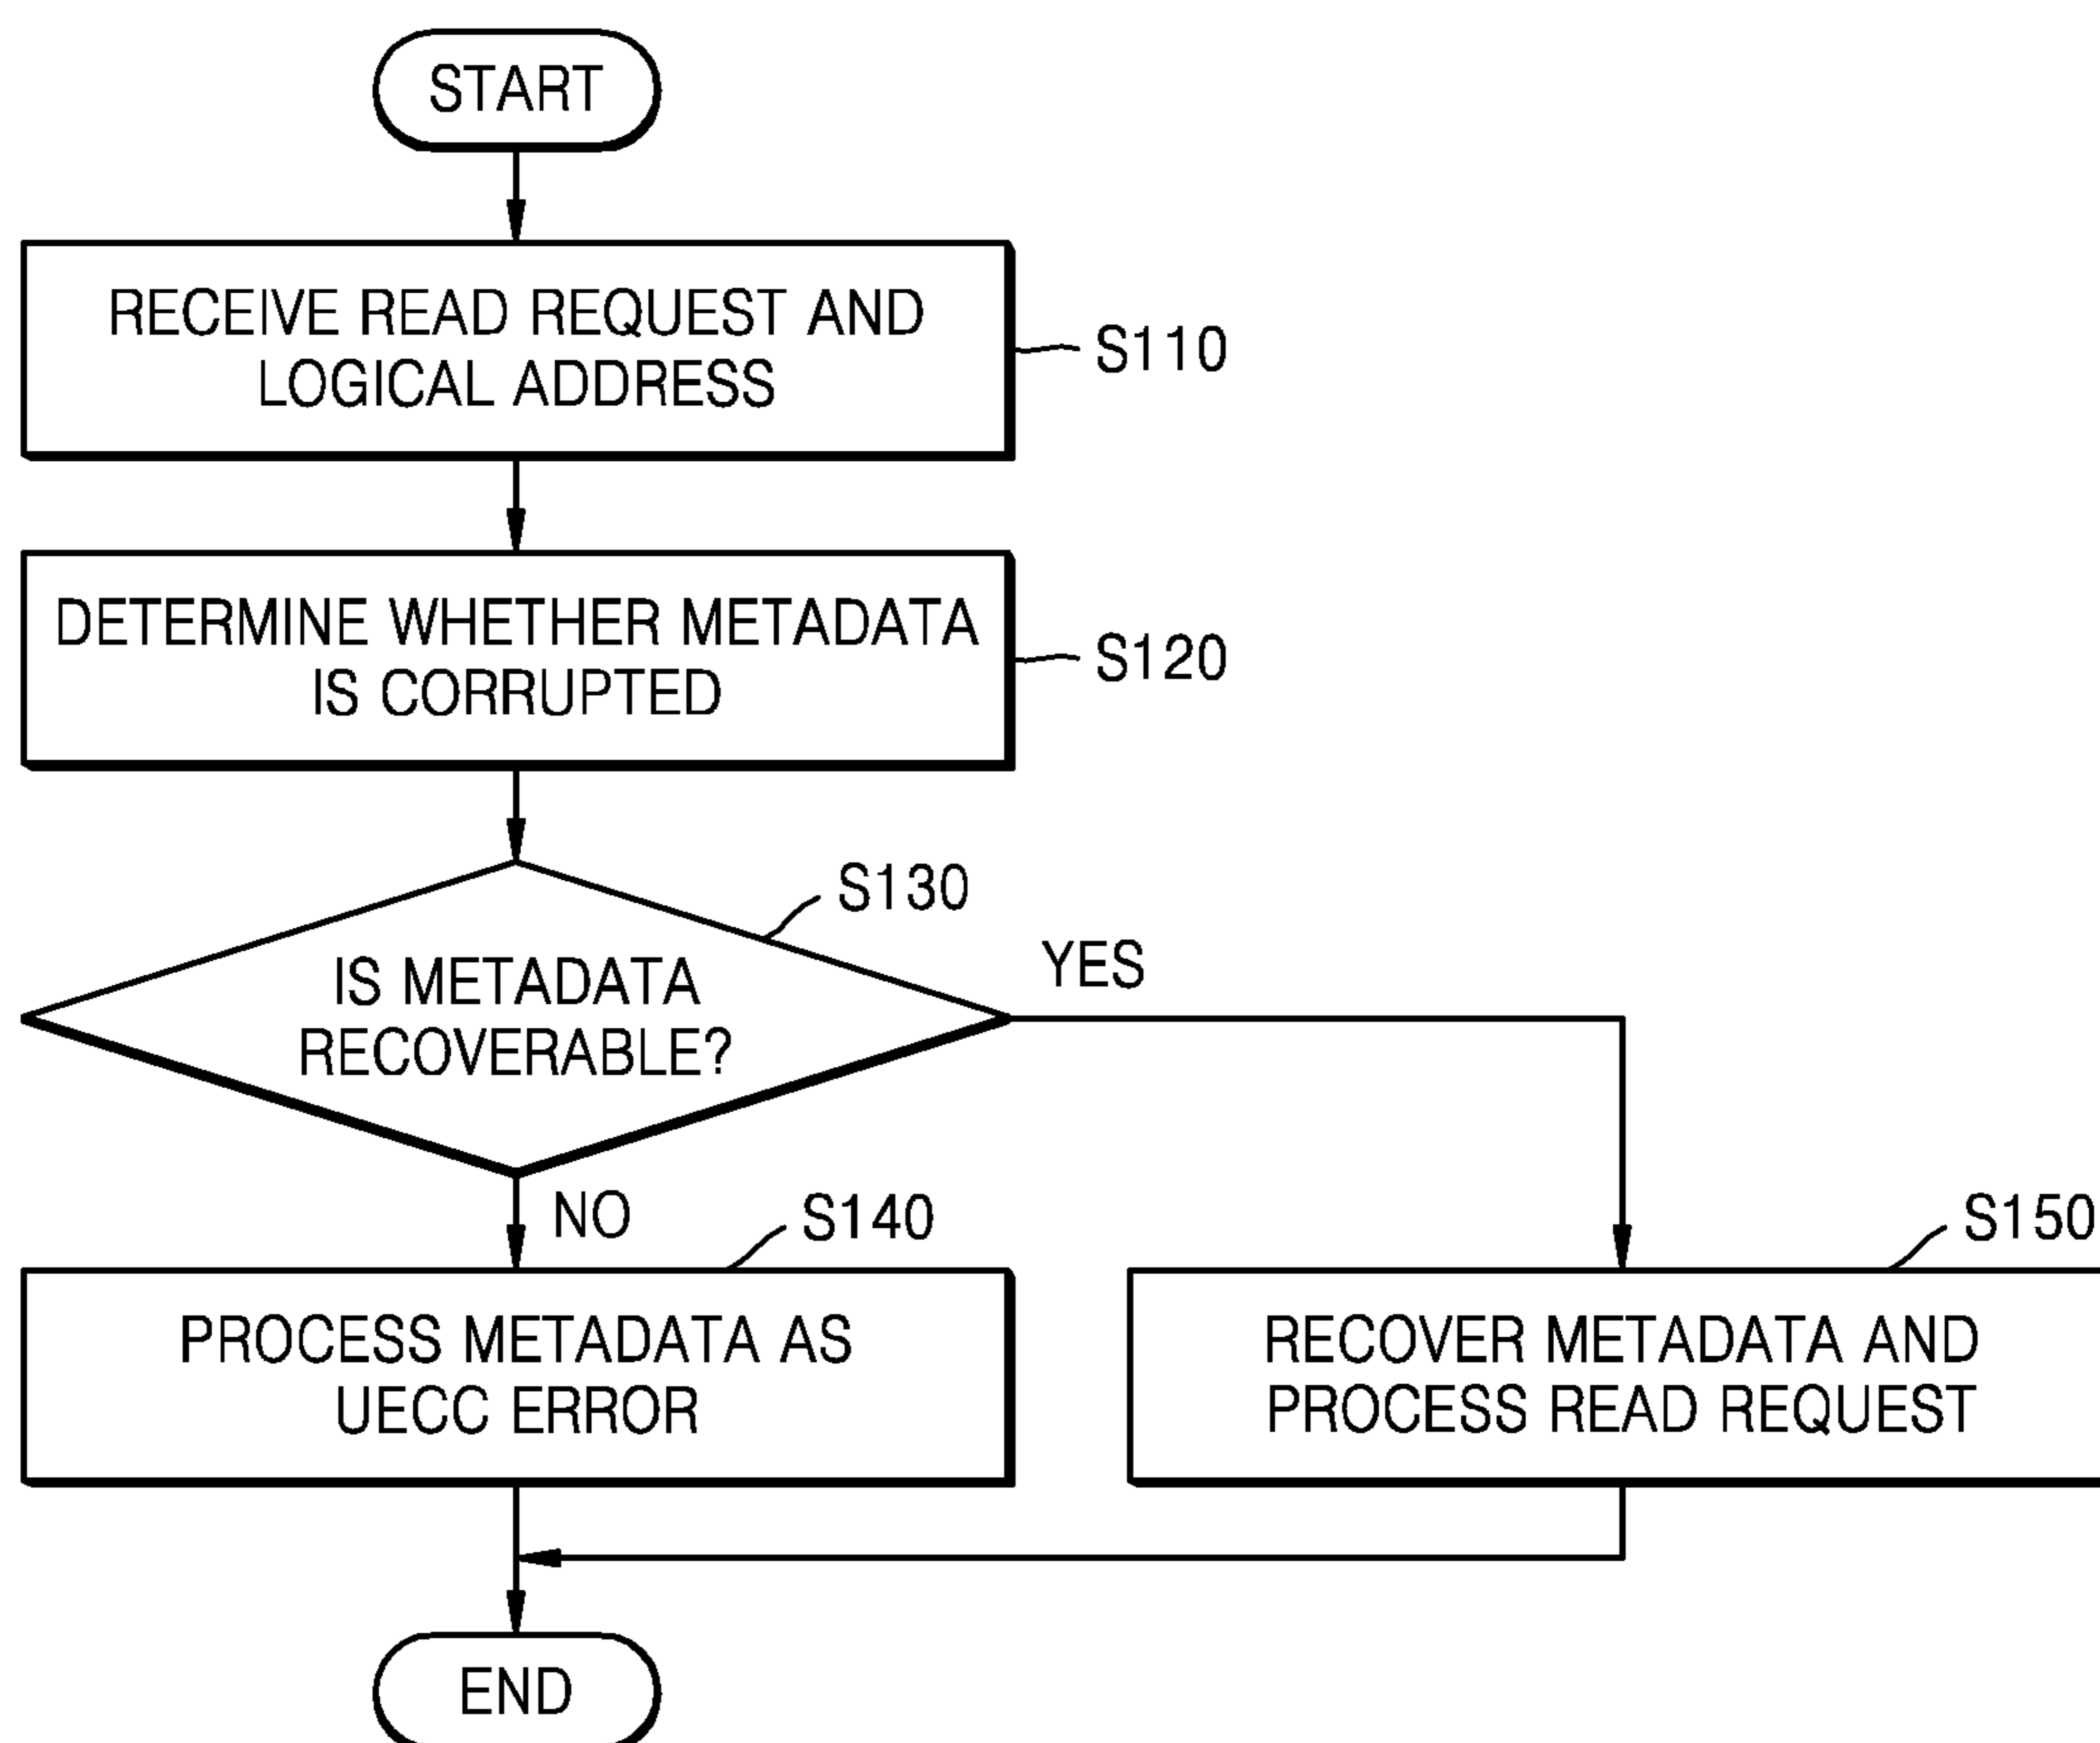 START
RECEIVE READ REQUEST AND
LOGICAL ADDRESS
S110
DETERMINE WHETHER METADATA
IS CORRUPTED
S120
S130
IS METADATA
RECOVERABLE?
YES
NO
S140
S150
PROCESS METADATA AS
UECC ERROR
RECOVER METADATA AND
PROCESS READ REQUEST
END